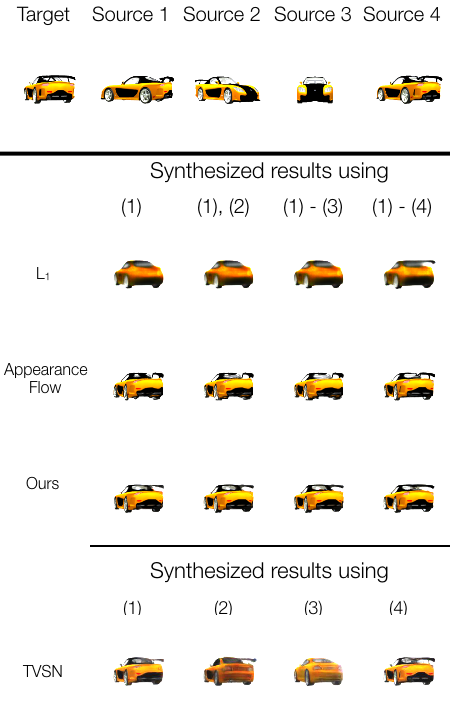 Target Source 1 Source 2 Source 3 Source 4
Synthesized results using
(1) (1), (2) (1) - (3) (1) - (4)
L₁
Appearance
Flow
Ours
Synthesized results using
(1) (2) (3) (4)
TVSN